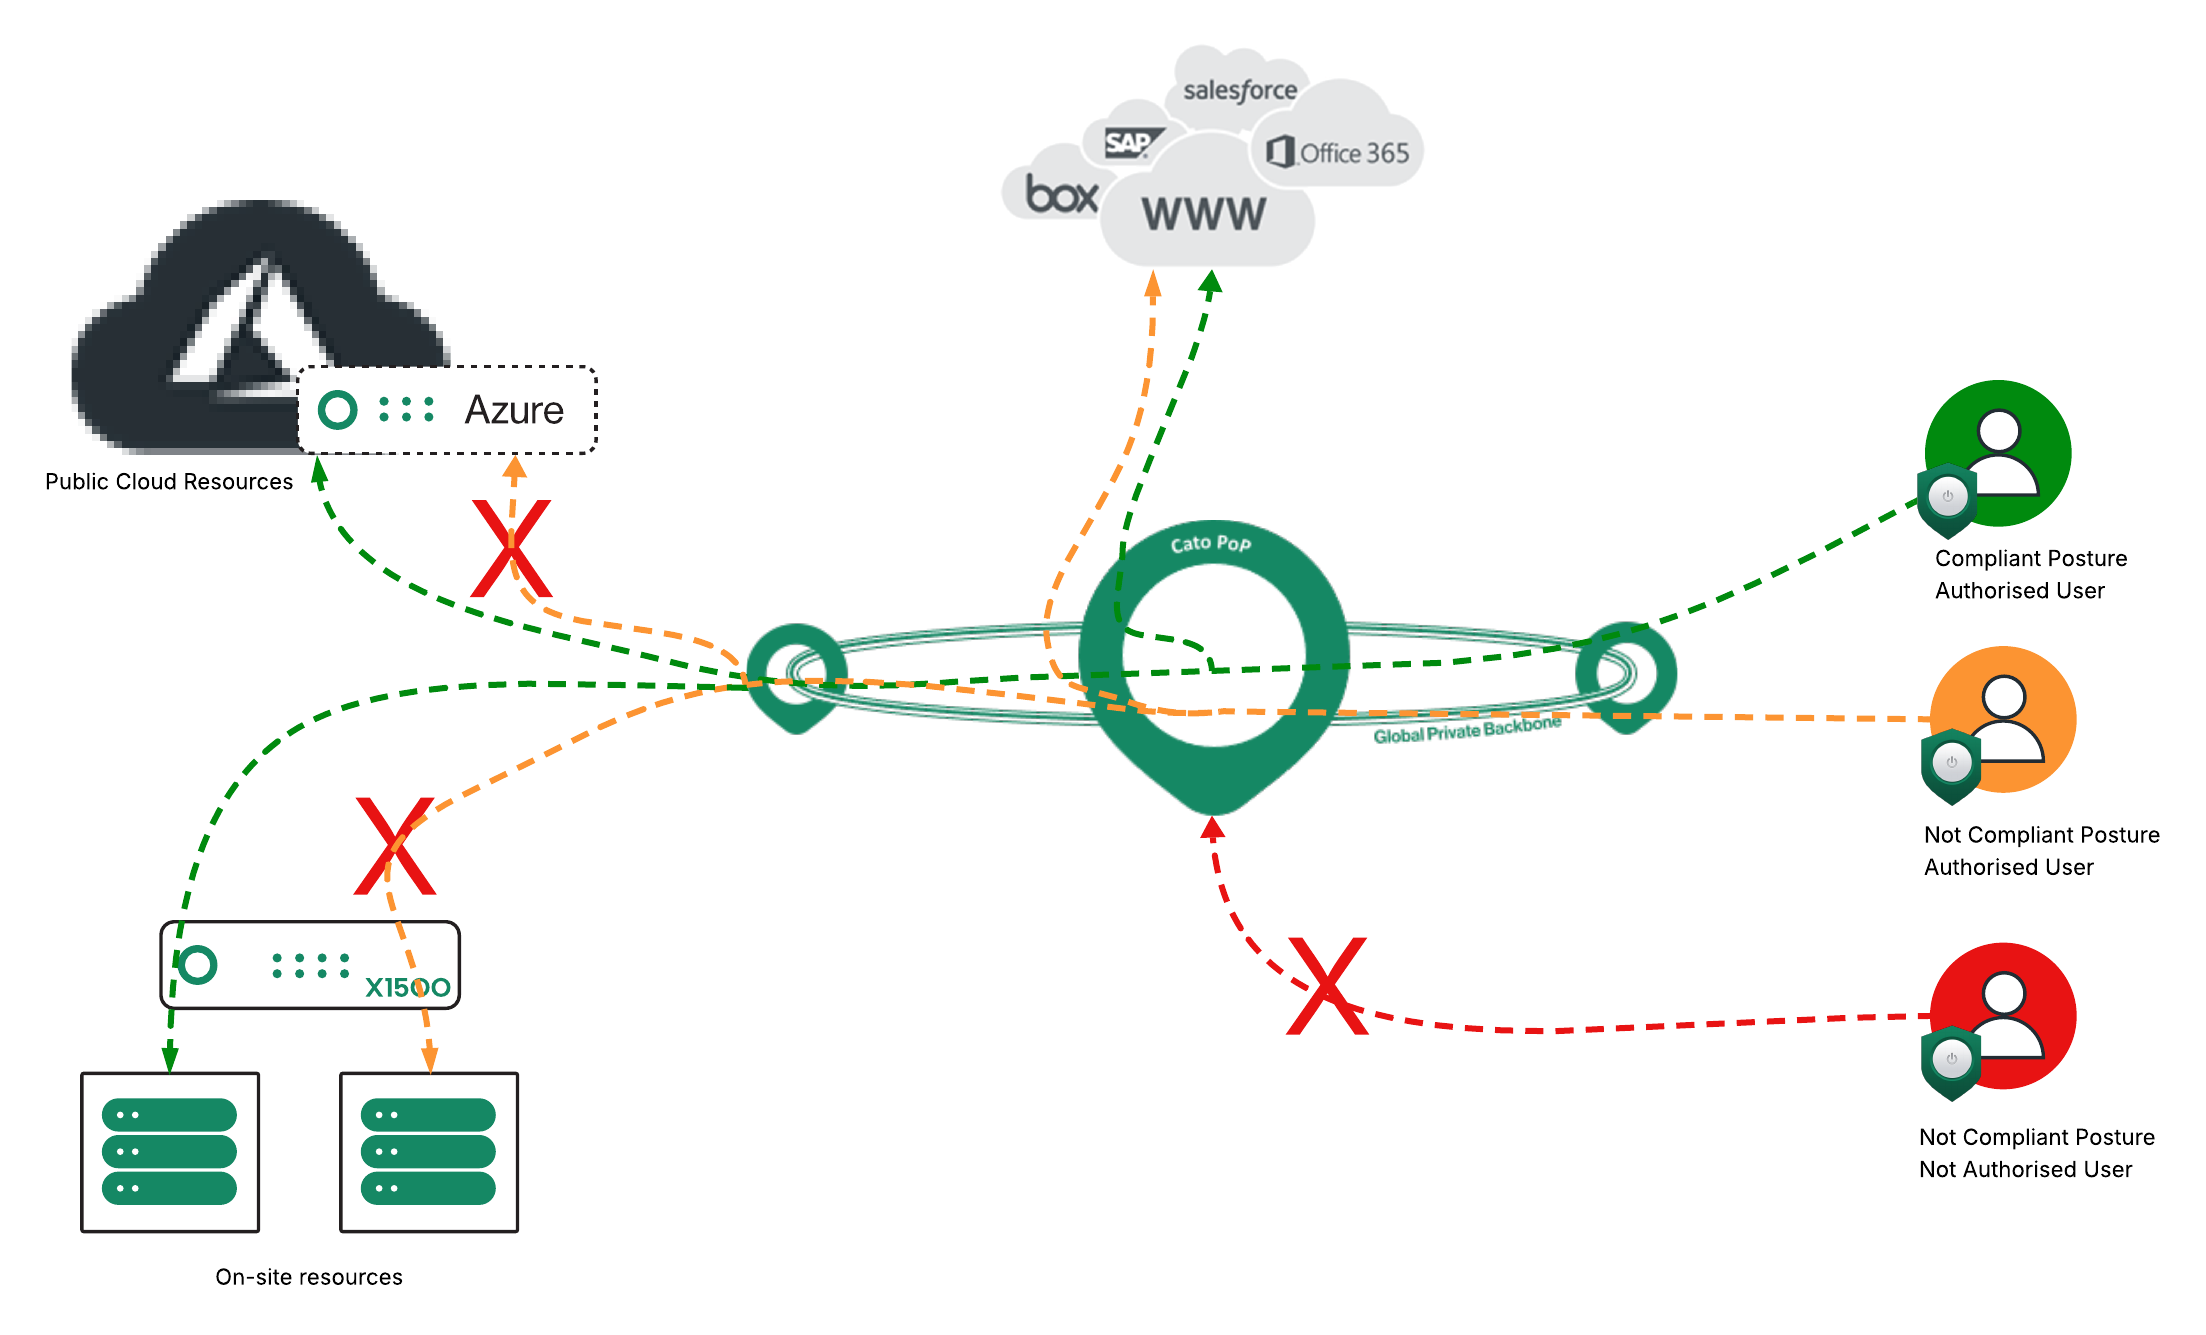 salesforce
SAP
Office 365
box
www
Azure
Public Cloud Resources
Cato PoP
Compliant Posture
Authorised User
Global Private Backbone
Not Compliant Posture
Authorised User
X
X
X
X1500
Not Compliant Posture
Not Authorised User
On-site resources